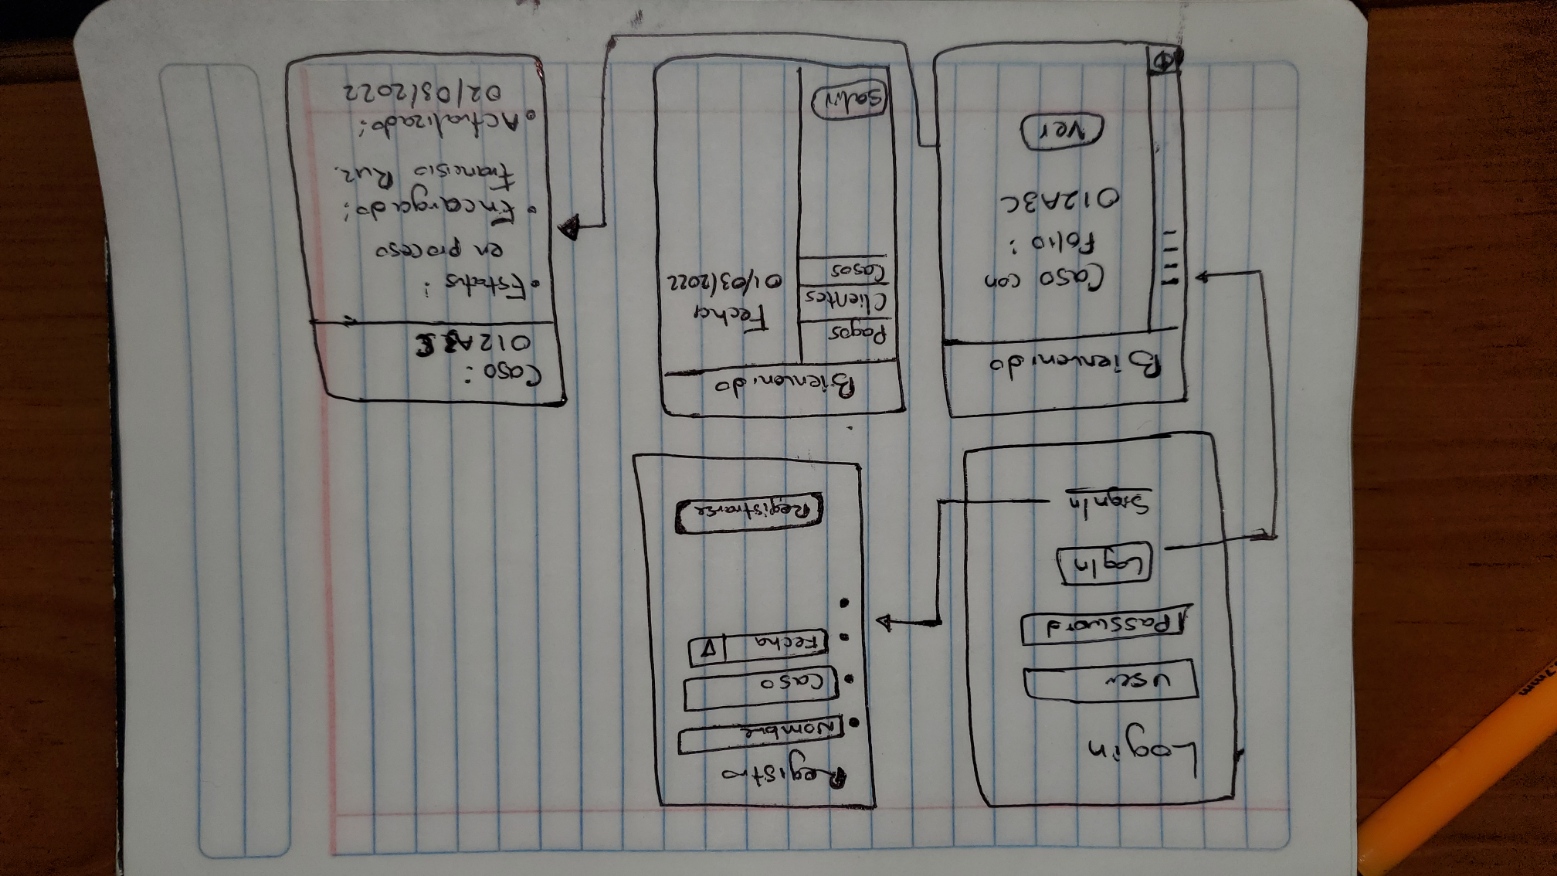 Login
User
Password
LogIn
SignIn
Registro
• Nombre
• Caso
• Fecha
•
Registrarse
Bienvenido
Caso con
Folio:
012A3C
Ver
Bienvenido
Pagos
Clientes
Casos
Fecha
01/03/2022
Salir
Caso:
012A3C
• Estatus:
en proceso
• Encargado:
Francisio Ruiz.
• Actualizado:
02/03/2022